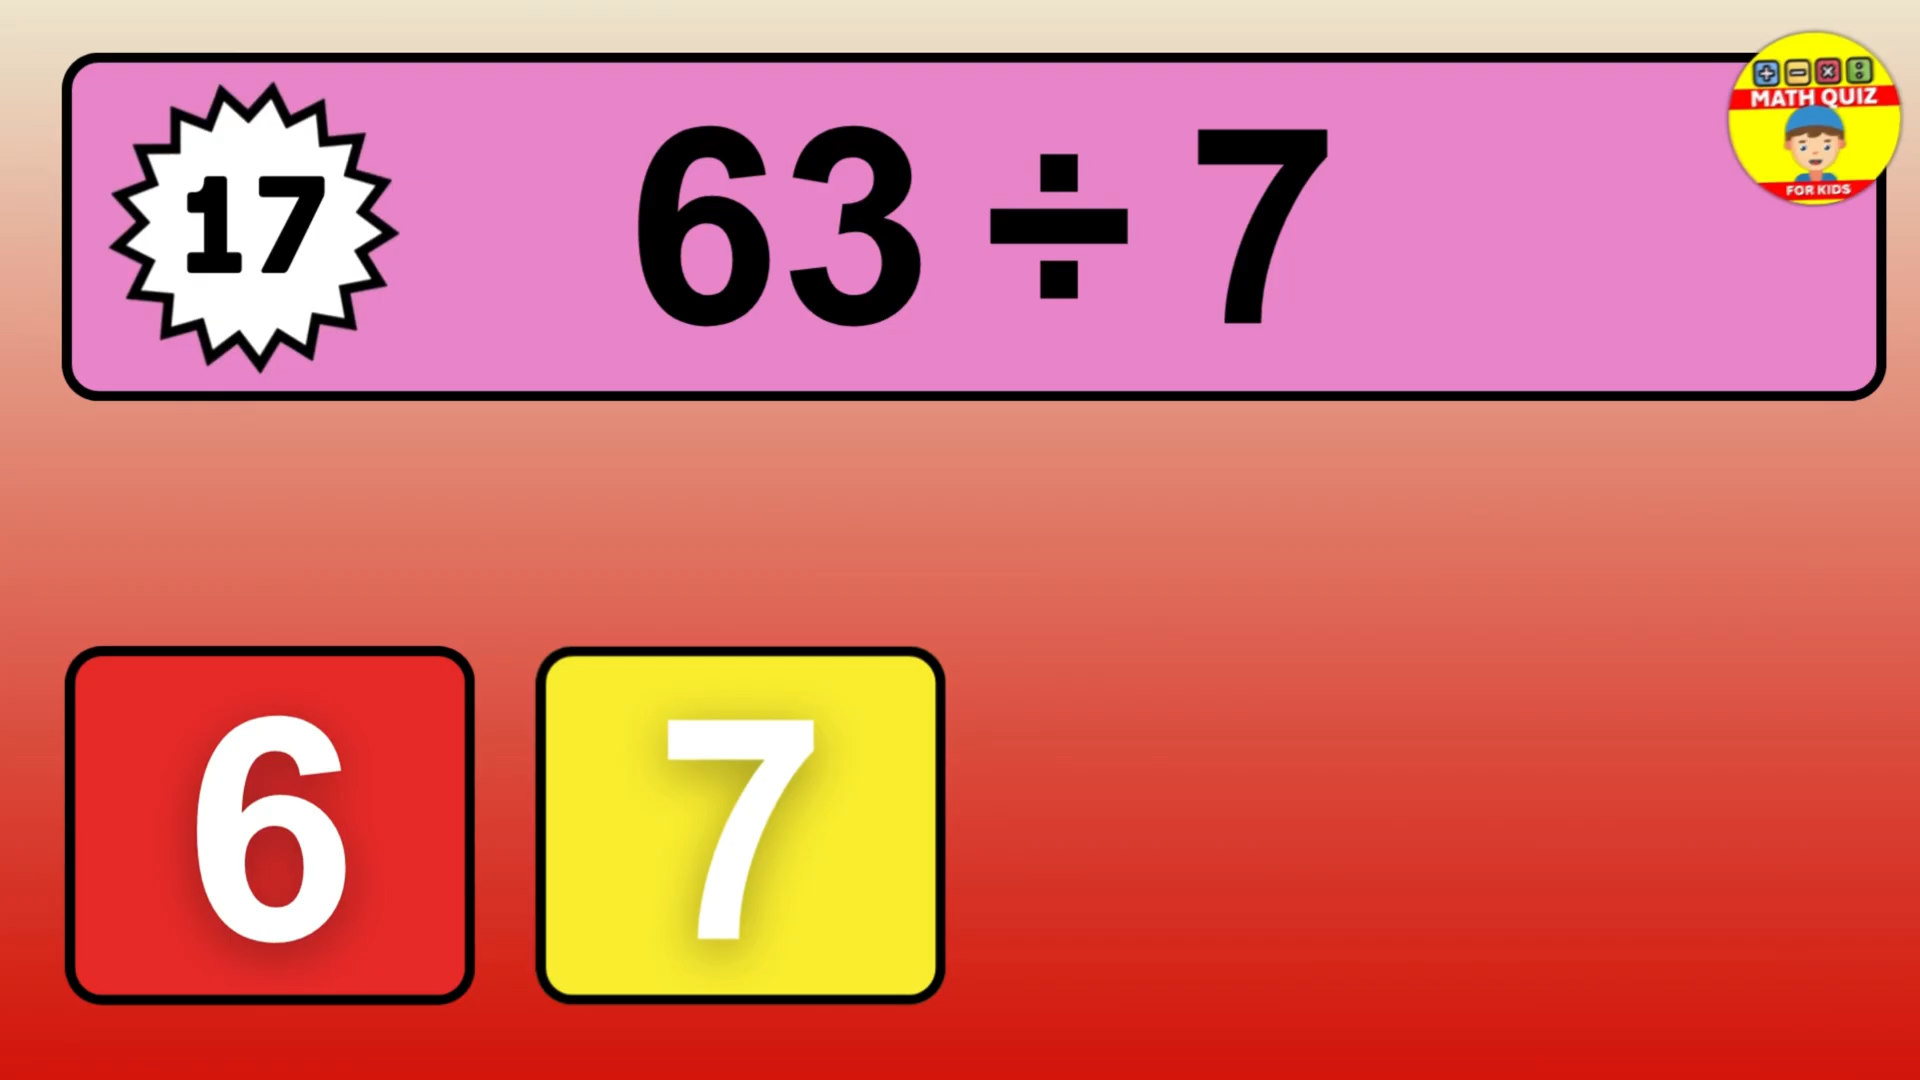 17
63 ÷ 7
+ − × :
MATH QUIZ
FOR KIDS
6
7